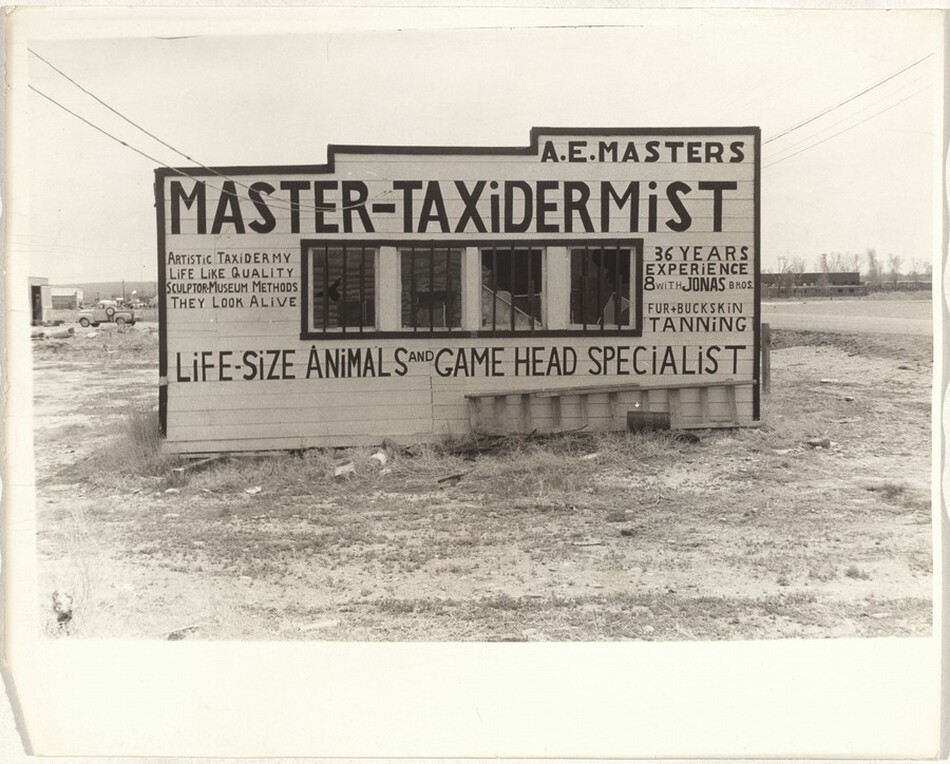 A.E.MASTERS
MASTER-TAXiDERMiST
ARTISTIC TAXiDERMY
LiFE LiKE QUALiTY
SCULPTOR-MUSEUM METHODS
THEY LOOK ALIVE
36 YEARS
EXPERIENCE
8 WITH JONAS BROS.
FUR+BUCKSKiN
TANNiNG
LiFE-SiZE ANiMALS AND GAME HEAD SPECiALiST